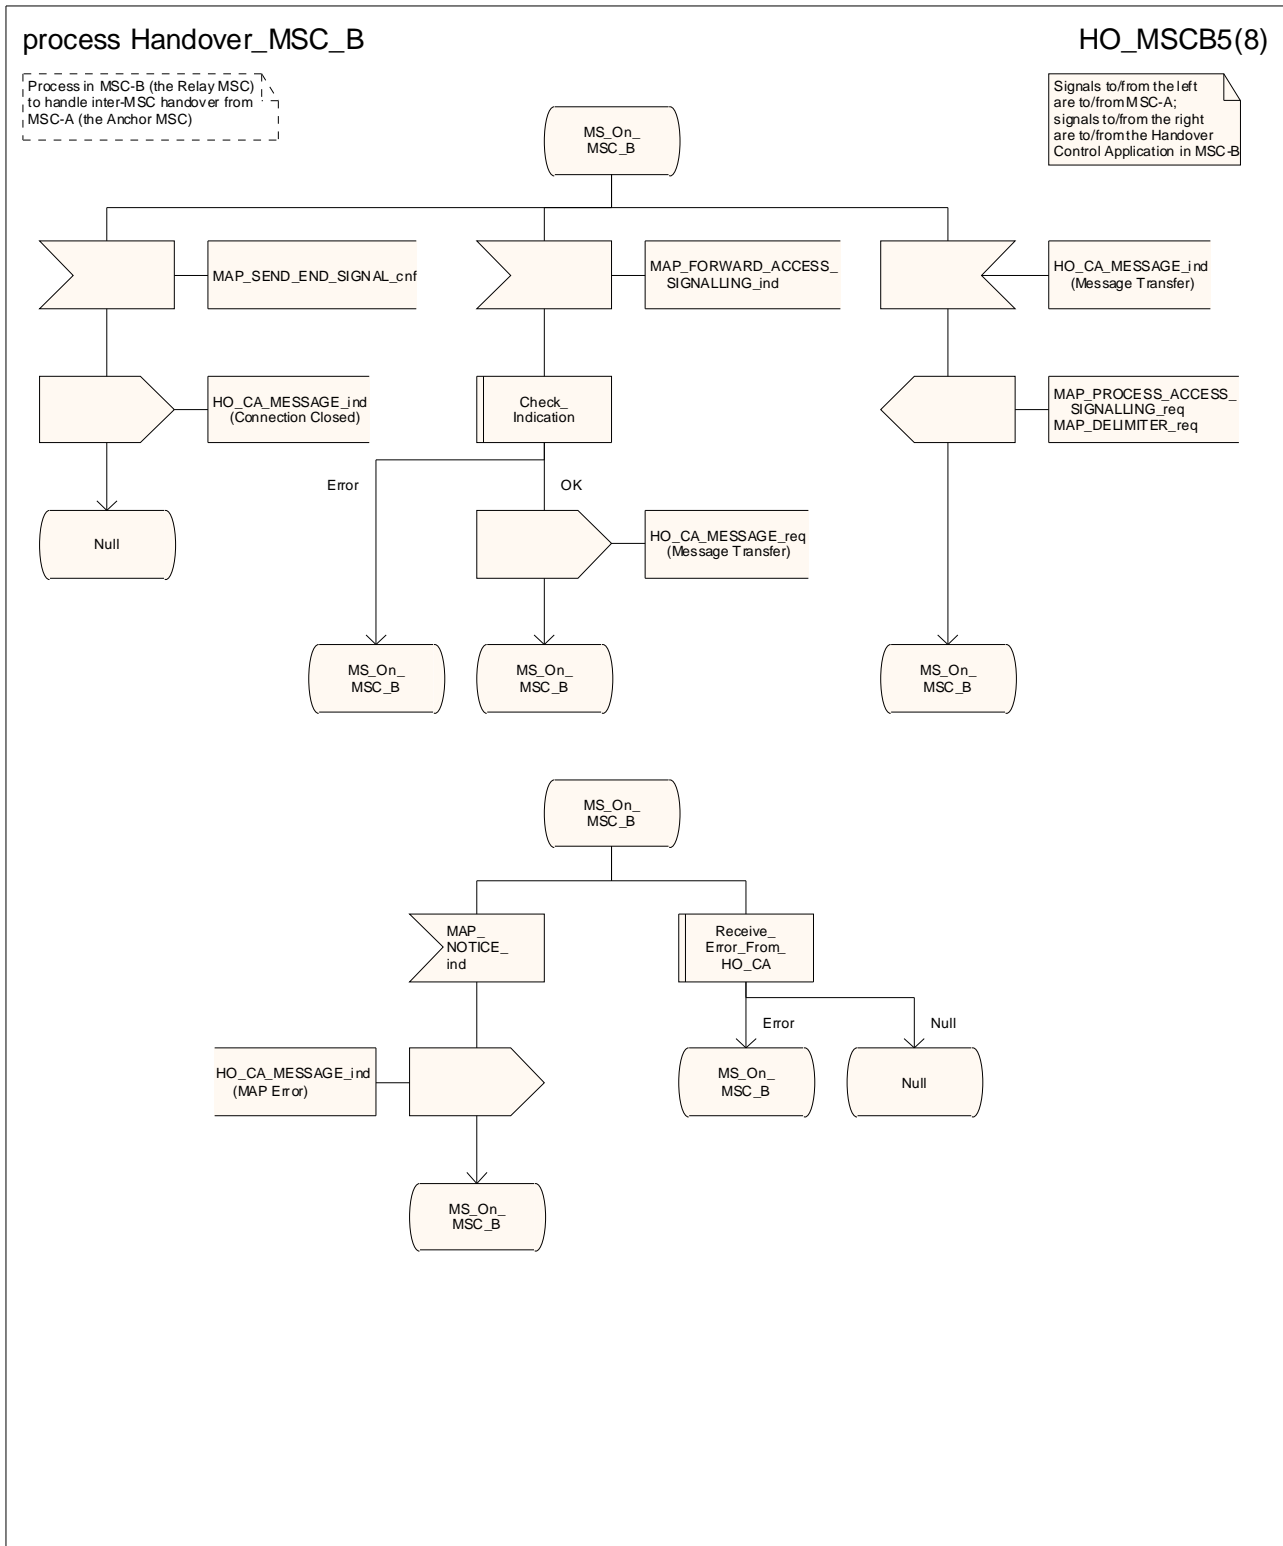 process Handover_MSC_B
HO_MSCB5(8)
Process in MSC-B (the Relay MSC)
to handle inter-MSC handover from
MSC-A (the Anchor MSC)
Signals to/from the left
are to/from MSC-A;
signals to/from the right
are to/from the Handover
Control Application in MSC-B
MS_On_
MSC_B
MAP_SEND_END_SIGNAL_cnf
MAP_FORWARD_ACCESS_
SIGNALLING_ind
HO_CA_MESSAGE_ind
(Message Transfer)
HO_CA_MESSAGE_ind
(Connection Closed)
Check_
Indication
MAP_PROCESS_ACCESS_
SIGNALLING_req
MAP_DELIMITER_req
Error
OK
Null
HO_CA_MESSAGE_req
(Message Transfer)
MS_On_
MSC_B
MS_On_
MSC_B
MS_On_
MSC_B
MS_On_
MSC_B
MAP_
NOTICE_
ind
Receive_
Error_From_
HO_CA
Error
Null
HO_CA_MESSAGE_ind
(MAP Error)
MS_On_
MSC_B
Null
MS_On_
MSC_B